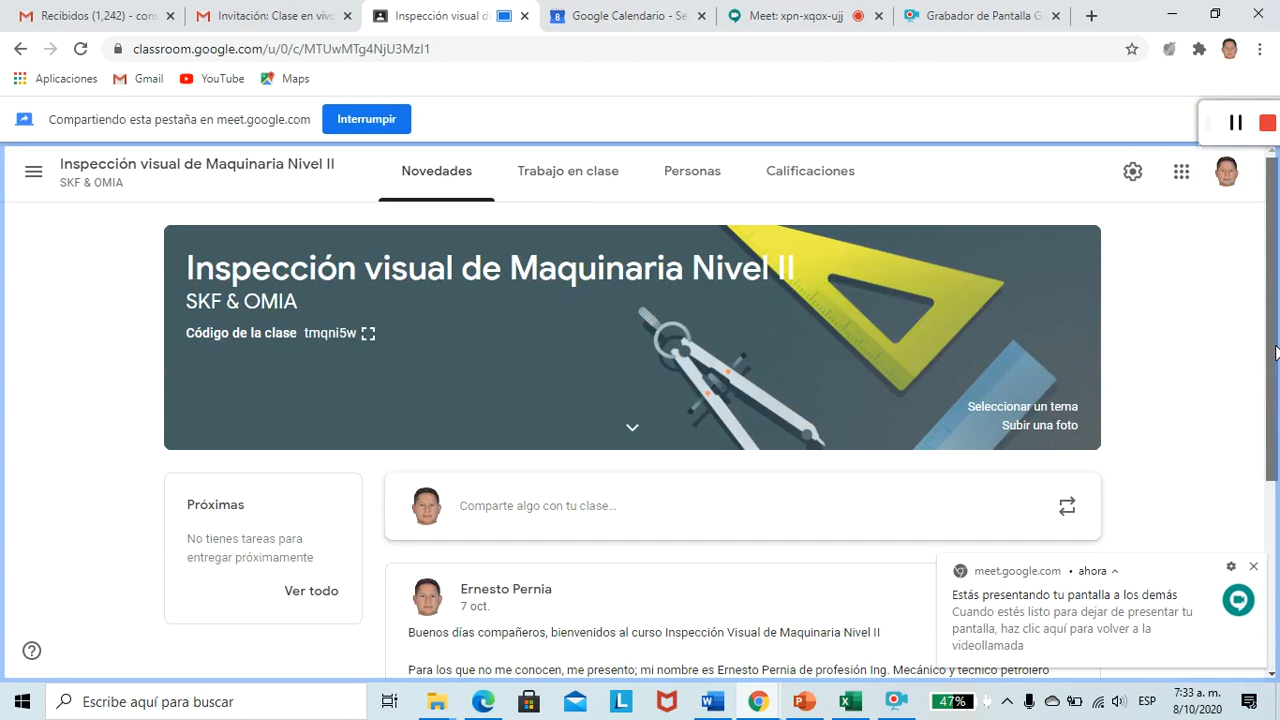 Recibidos (1,242) - cons
Invitación: Clase en vivo
Inspección visual d
Google Calendario - Se
Meet: xpn-xqpx-ujj
Grabador de Pantalla G
classroom.google.com/u/0/c/MTUwMTg4NjU3MzI1
Aplicaciones
Gmail
YouTube
Maps
Compartiendo esta pestaña en meet.google.com
Interrumpir
Inspección visual de Maquinaria Nivel II
SKF & OMIA
Novedades
Trabajo en clase
Personas
Calificaciones
Inspección visual de Maquinaria Nivel II
SKF & OMIA
Código de la clase tmqni5w
Seleccionar un tema
Subir una foto
Próximas
No tienes tareas para
entregar próximamente
Ver todo
Comparte algo con tu clase...
Ernesto Pernia
7 oct.
Buenos días compañeros, bienvenidos al curso Inspección Visual de Maquinaria Nivel II
Para los que no me conocen, me presento; mi nombre es Ernesto Pernia de profesión Ing. Mecánico y técnico petrolero
meet.google.com • ahora
Estás presentando tu pantalla a los demás
Cuando estés listo para dejar de presentar tu
pantalla, haz clic aquí para volver a la
videollamada
Escribe aquí para buscar
47%
ESP
7:33 a. m.
8/10/2020